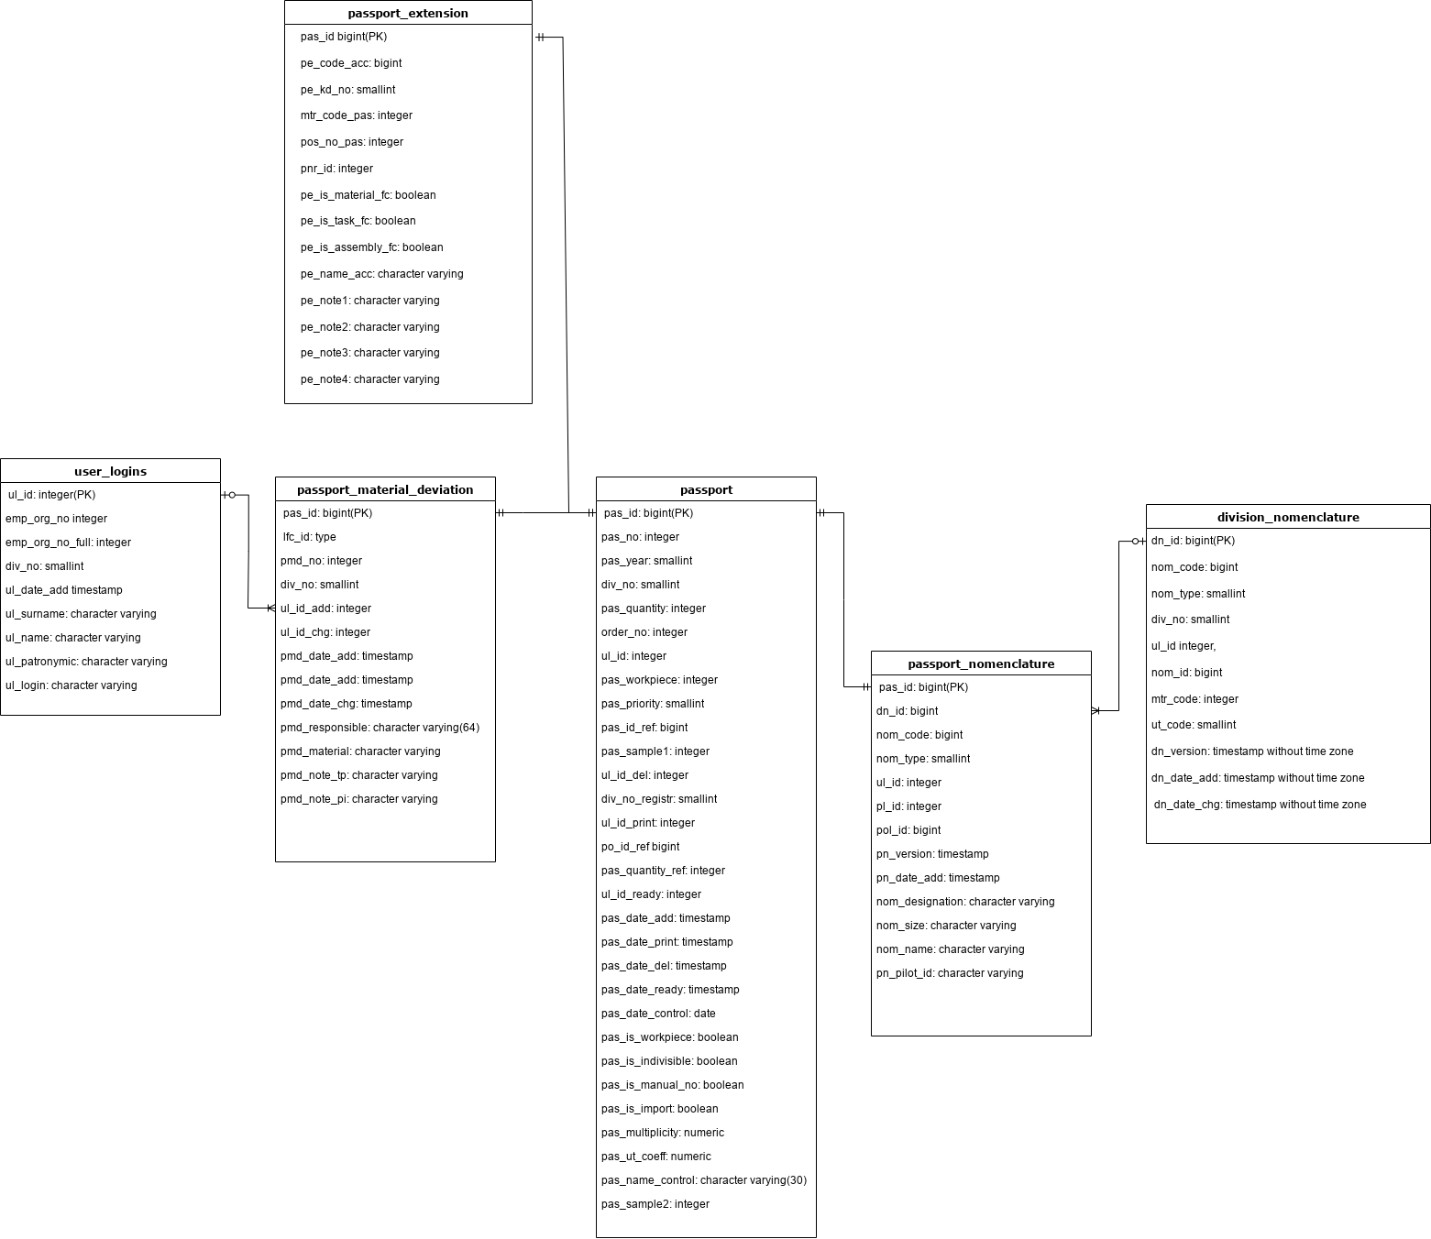 passport_extension
pas_id bigint(PK)
pe_code_acc: bigint
pe_kd_no: smallint
mtr_code_pas: integer
pos_no_pas: integer
pnr_id: integer
pe_is_material_fc: boolean
pe_is_task_fc: boolean
pe_is_assembly_fc: boolean
pe_name_acc: character varying
pe_note1: character varying
pe_note2: character varying
pe_note3: character varying
pe_note4: character varying
user_logins
ul_id: integer(PK)
emp_org_no integer
emp_org_no_full: integer
div_no: smallint
ul_date_add timestamp
ul_surname: character varying
ul_name: character varying
ul_patronymic: character varying
ul_login: character varying
passport_material_deviation
pas_id: bigint(PK)
lfc_id: type
pmd_no: integer
div_no: smallint
ul_id_add: integer
ul_id_chg: integer
pmd_date_add: timestamp
pmd_date_add: timestamp
pmd_date_chg: timestamp
pmd_responsible: character varying(64)
pmd_material: character varying
pmd_note_tp: character varying
pmd_note_pi: character varying
passport
pas_id: bigint(PK)
pas_no: integer
pas_year: smallint
div_no: smallint
pas_quantity: integer
order_no: integer
ul_id: integer
pas_workpiece: integer
pas_priority: smallint
pas_id_ref: bigint
pas_sample1: integer
ul_id_del: integer
div_no_registr: smallint
ul_id_print: integer
po_id_ref bigint
pas_quantity_ref: integer
ul_id_ready: integer
pas_date_add: timestamp
pas_date_print: timestamp
pas_date_del: timestamp
pas_date_ready: timestamp
pas_date_control: date
pas_is_workpiece: boolean
pas_is_indivisible: boolean
pas_is_manual_no: boolean
pas_is_import: boolean
pas_multiplicity: numeric
pas_ut_coeff: numeric
pas_name_control: character varying(30)
pas_sample2: integer
passport_nomenclature
pas_id: bigint(PK)
dn_id: bigint
nom_code: bigint
nom_type: smallint
ul_id: integer
pl_id: integer
pol_id: bigint
pn_version: timestamp
pn_date_add: timestamp
nom_designation: character varying
nom_size: character varying
nom_name: character varying
pn_pilot_id: character varying
division_nomenclature
dn_id: bigint(PK)
nom_code: bigint
nom_type: smallint
div_no: smallint
ul_id integer,
nom_id: bigint
mtr_code: integer
ut_code: smallint
dn_version: timestamp without time zone
dn_date_add: timestamp without time zone
dn_date_chg: timestamp without time zone